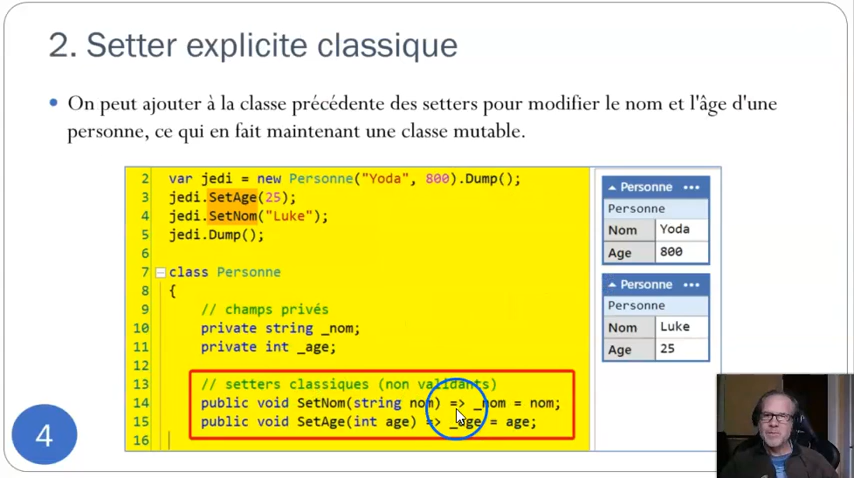 2. Setter explicite classique
• On peut ajouter à la classe précédente des setters pour modifier le nom et l'âge d'une
personne, ce qui en fait maintenant une classe mutable.
2 var jedi = new Personne("Yoda", 800).Dump();
3 jedi.SetAge(25);
4 jedi.SetNom("Luke");
5 jedi.Dump();
6
7 class Personne
8 {
9 // champs privés
10 private string _nom;
11 private int _age;
12
13 // setters classiques (non validants)
14 public void SetNom(string nom) => _nom = nom;
15 public void SetAge(int age) => _age = age;
16
Personne •••
Personne
Nom Yoda
Age 800
Personne •••
Personne
Nom Luke
Age 25
4